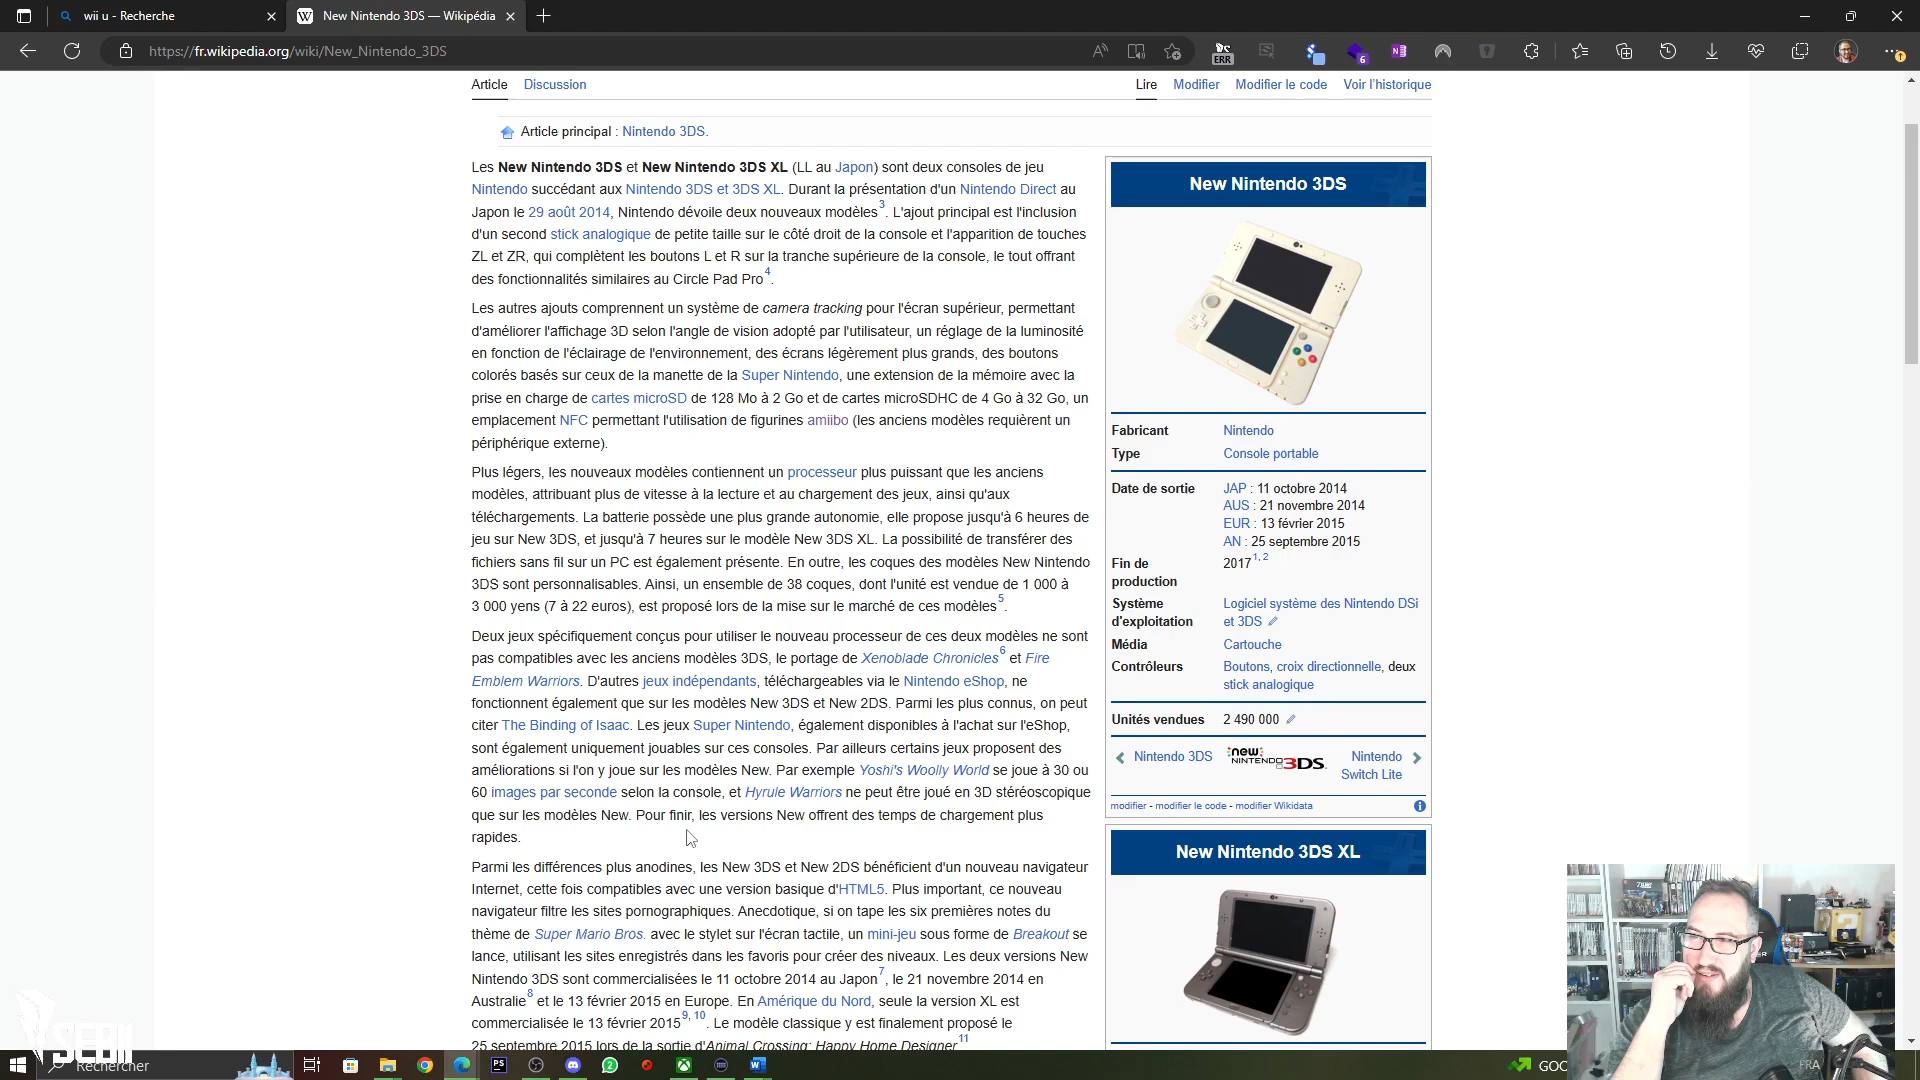 wii u - Recherche
New Nintendo 3DS — Wikipédia
https://fr.wikipedia.org/wiki/New_Nintendo_3DS
ERR
6
Article
Discussion
Lire
Modifier
Modifier le code
Voir l'historique
Article principal : Nintendo 3DS.
Les New Nintendo 3DS et New Nintendo 3DS XL (LL au Japon) sont deux consoles de jeu
Nintendo succédant aux Nintendo 3DS et 3DS XL. Durant la présentation d'un Nintendo Direct au
Japon le 29 août 2014, Nintendo dévoile deux nouveaux modèles3. L'ajout principal est l'inclusion
d'un second stick analogique de petite taille sur le côté droit de la console et l'apparition de touches
ZL et ZR, qui complètent les boutons L et R sur la tranche supérieure de la console, le tout offrant
des fonctionnalités similaires au Circle Pad Pro4.
Les autres ajouts comprennent un système de camera tracking pour l'écran supérieur, permettant
d'améliorer l'affichage 3D selon l'angle de vision adopté par l'utilisateur, un réglage de la luminosité
en fonction de l'éclairage de l'environnement, des écrans légèrement plus grands, des boutons
colorés basés sur ceux de la manette de la Super Nintendo, une extension de la mémoire avec la
prise en charge de cartes microSD de 128 Mo à 2 Go et de cartes microSDHC de 4 Go à 32 Go, un
emplacement NFC permettant l'utilisation de figurines amiibo (les anciens modèles requièrent un
périphérique externe).
Plus légers, les nouveaux modèles contiennent un processeur plus puissant que les anciens
modèles, attribuant plus de vitesse à la lecture et au chargement des jeux, ainsi qu'aux
téléchargements. La batterie possède une plus grande autonomie, elle propose jusqu'à 6 heures de
jeu sur New 3DS, et jusqu'à 7 heures sur le modèle New 3DS XL. La possibilité de transférer des
fichiers sans fil sur un PC est également présente. En outre, les coques des modèles New Nintendo
3DS sont personnalisables. Ainsi, un ensemble de 38 coques, dont l'unité est vendue de 1 000 à
3 000 yens (7 à 22 euros), est proposé lors de la mise sur le marché de ces modèles5.
Deux jeux spécifiquement conçus pour utiliser le nouveau processeur de ces deux modèles ne sont
pas compatibles avec les anciens modèles 3DS, le portage de Xenoblade Chronicles6 et Fire
Emblem Warriors. D'autres jeux indépendants, téléchargeables via le Nintendo eShop, ne
fonctionnent également que sur les modèles New 3DS et New 2DS. Parmi les plus connus, on peut
citer The Binding of Isaac. Les jeux Super Nintendo, également disponibles à l'achat sur l'eShop,
sont également uniquement jouables sur ces consoles. Par ailleurs certains jeux proposent des
améliorations si l'on y joue sur les modèles New. Par exemple Yoshi's Woolly World se joue à 30 ou
60 images par seconde selon la console, et Hyrule Warriors ne peut être joué en 3D stéréoscopique
que sur les modèles New. Pour finir, les versions New offrent des temps de chargement plus
rapides.
Parmi les différences plus anodines, les New 3DS et New 2DS bénéficient d'un nouveau navigateur
Internet, cette fois compatibles avec une version basique d'HTML5. Plus important, ce nouveau
navigateur filtre les sites pornographiques. Anecdotique, si on tape les six premières notes du
thème de Super Mario Bros. avec le stylet sur l'écran tactile, un mini-jeu sous forme de Breakout se
lance, utilisant les sites enregistrés dans les favoris pour créer des niveaux. Les deux versions New
Nintendo 3DS sont commercialisées le 11 octobre 2014 au Japon7, le 21 novembre 2014 en
Australie8 et le 13 février 2015 en Europe. En Amérique du Nord, seule la version XL est
commercialisée le 13 février 20159, 10. Le modèle classique y est finalement proposé le
25 septembre 2015 lors de la sortie d'Animal Crossing: Happy Home Designer11
New Nintendo 3DS
Fabricant Nintendo
Type Console portable
Date de sortie JAP : 11 octobre 2014
AUS : 21 novembre 2014
EUR : 13 février 2015
AN : 25 septembre 2015
Fin de production 20171, 2
Système d'exploitation Logiciel système des Nintendo DSi et 3DS
Média Cartouche
Contrôleurs Boutons, croix directionnelle, deux stick analogique
Unités vendues 2 490 000
Nintendo 3DS
new NINTENDO 3DS.
Nintendo Switch Lite
modifier - modifier le code - modifier Wikidata
New Nintendo 3DS XL
SEBII
Rechercher
PS
GOO
FRA